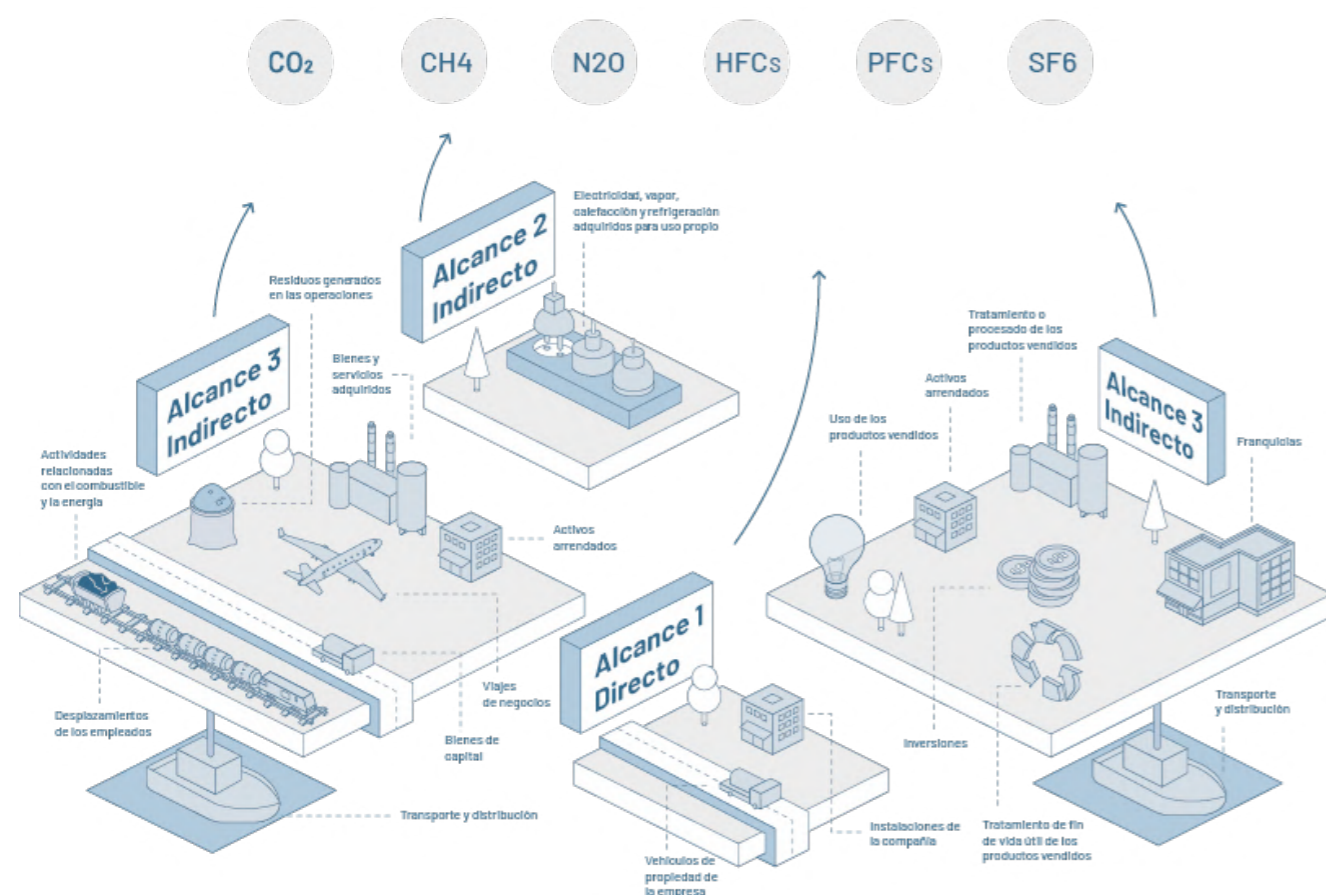 CO₂
CH4
N2O
HFCs
PFCs
SF6
Alcance 2
Indirecto
Electricidad, vapor,
calefacción y refrigeración
adquiridos para uso propio
Alcance 3
Indirecto
Residuos generados
en las operaciones
Bienes y
servicios
adquiridos
Actividades
relacionadas
con el combustible
y la energía
Activos
arrendados
Desplazamientos
de los empleados
Viajes
de negocios
Bienes de
capital
Transporte y distribución
Alcance 1
Directo
Vehículos de
propiedad de
la empresa
Instalaciones de
la compañía
Alcance 3
Indirecto
Tratamiento o
procesado de los
productos vendidos
Activos
arrendados
Uso de los
productos vendidos
Franquicias
Inversiones
Transporte
y distribución
Tratamiento de fin
de vida útil de los
productos vendidos